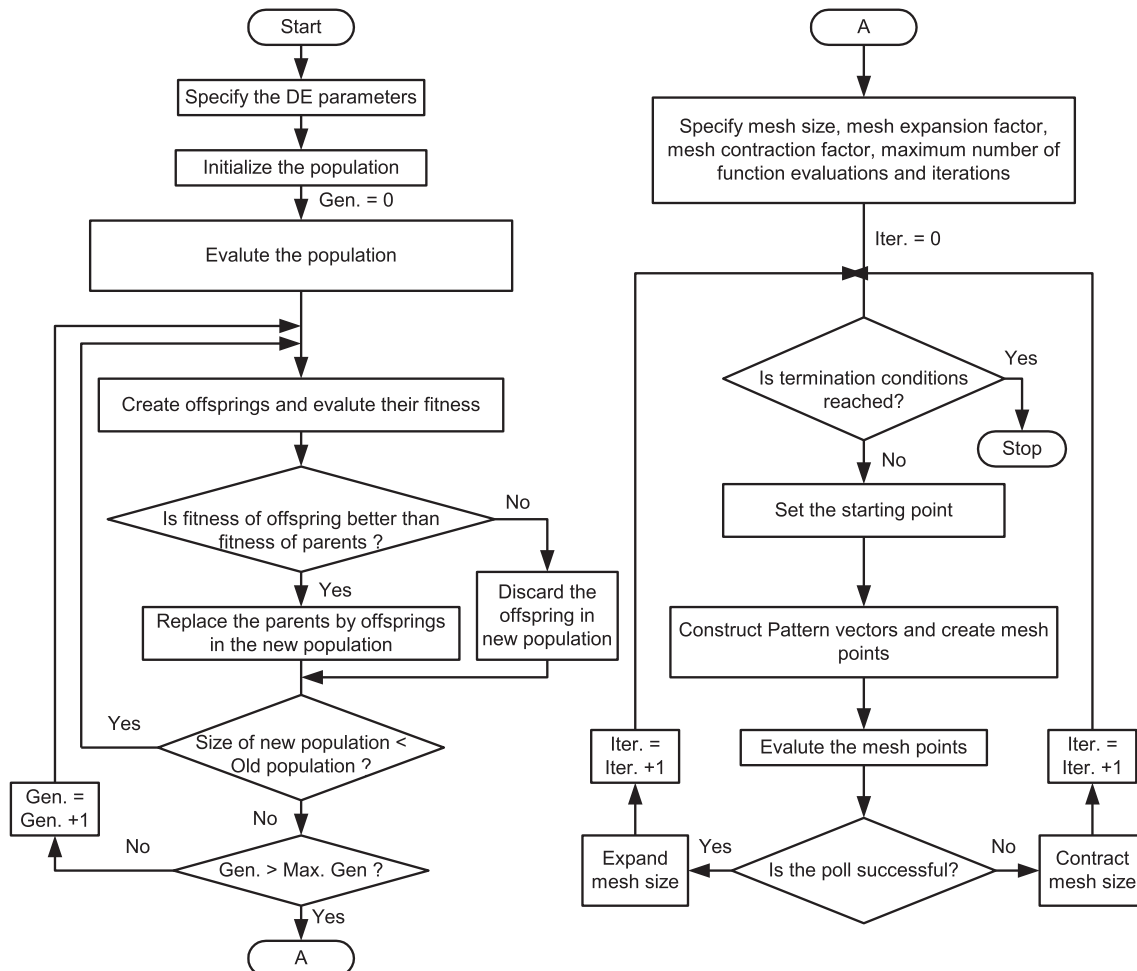 Start
Specify the DE parameters
Initialize the population
Gen. = 0
Evalute the population
Create offsprings and evalute their fitness
Is fitness of offspring better than
fitness of parents ?
No
Yes
Discard the
offspring in
new population
Replace the parents by offsprings
in the new population
Yes
Size of new population <
Old population ?
Gen. =
Gen. +1
No
No
Gen. > Max. Gen ?
Yes
A
A
Specify mesh size, mesh expansion factor,
mesh contraction factor, maximum number of
function evaluations and iterations
Iter. = 0
Is termination conditions
reached?
Yes
Stop
No
Set the starting point
Construct Pattern vectors and create mesh
points
Evalute the mesh points
Iter. =
Iter. +1
Iter. =
Iter. +1
Expand
mesh size
Yes
Is the poll successful?
No
Contract
mesh size